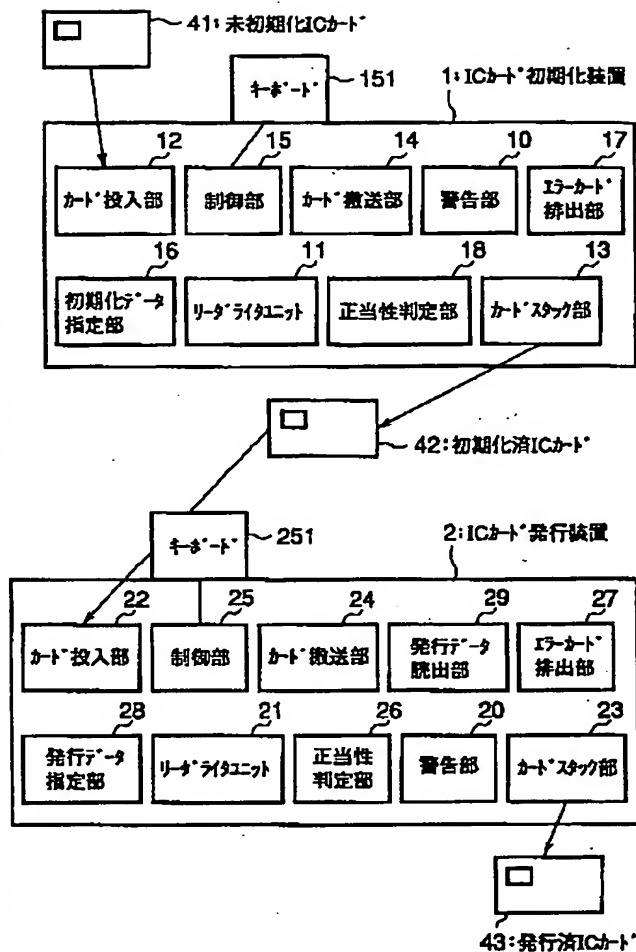 41:未初期化ICカード
キーボード
151
1:ICカード初期化装置
12
15
14
10
17
カード投入部
制御部
カード搬送部
警告部
エラーカード
排出部
16
11
18
13
初期化データ
指定部
リーダライタユニット
正当性判定部
カードスタック部
42:初期化済ICカード
キーボード
251
2:ICカード発行装置
22
25
24
29
27
カード投入部
制御部
カード搬送部
発行データ
読出部
エラーカード
排出部
28
21
26
20
23
発行データ
指定部
リーダライタユニット
正当性
判定部
警告部
カードスタック部
43:発行済ICカード